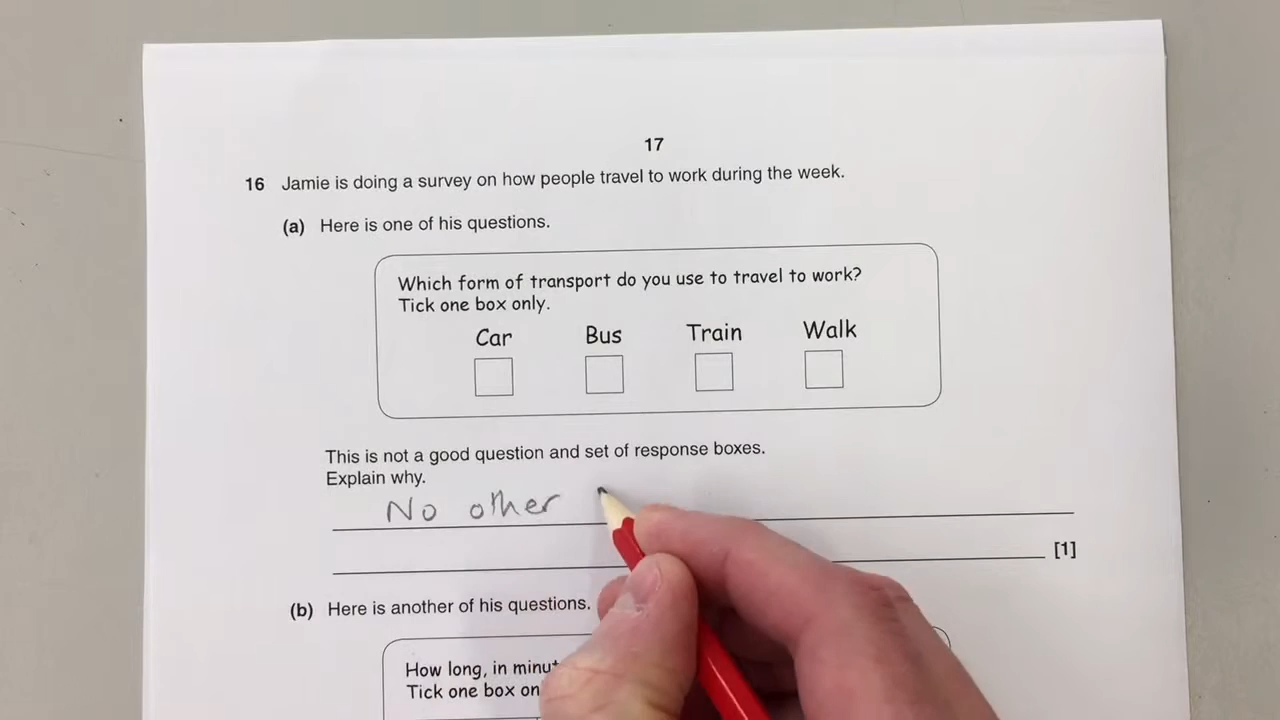 17
16 Jamie is doing a survey on how people travel to work during the week.
(a) Here is one of his questions.
Which form of transport do you use to travel to work?
Tick one box only.
Car Bus Train Walk
This is not a good question and set of response boxes.
Explain why.
No other
[1]
(b) Here is another of his questions.
How long, in minut
Tick one box on